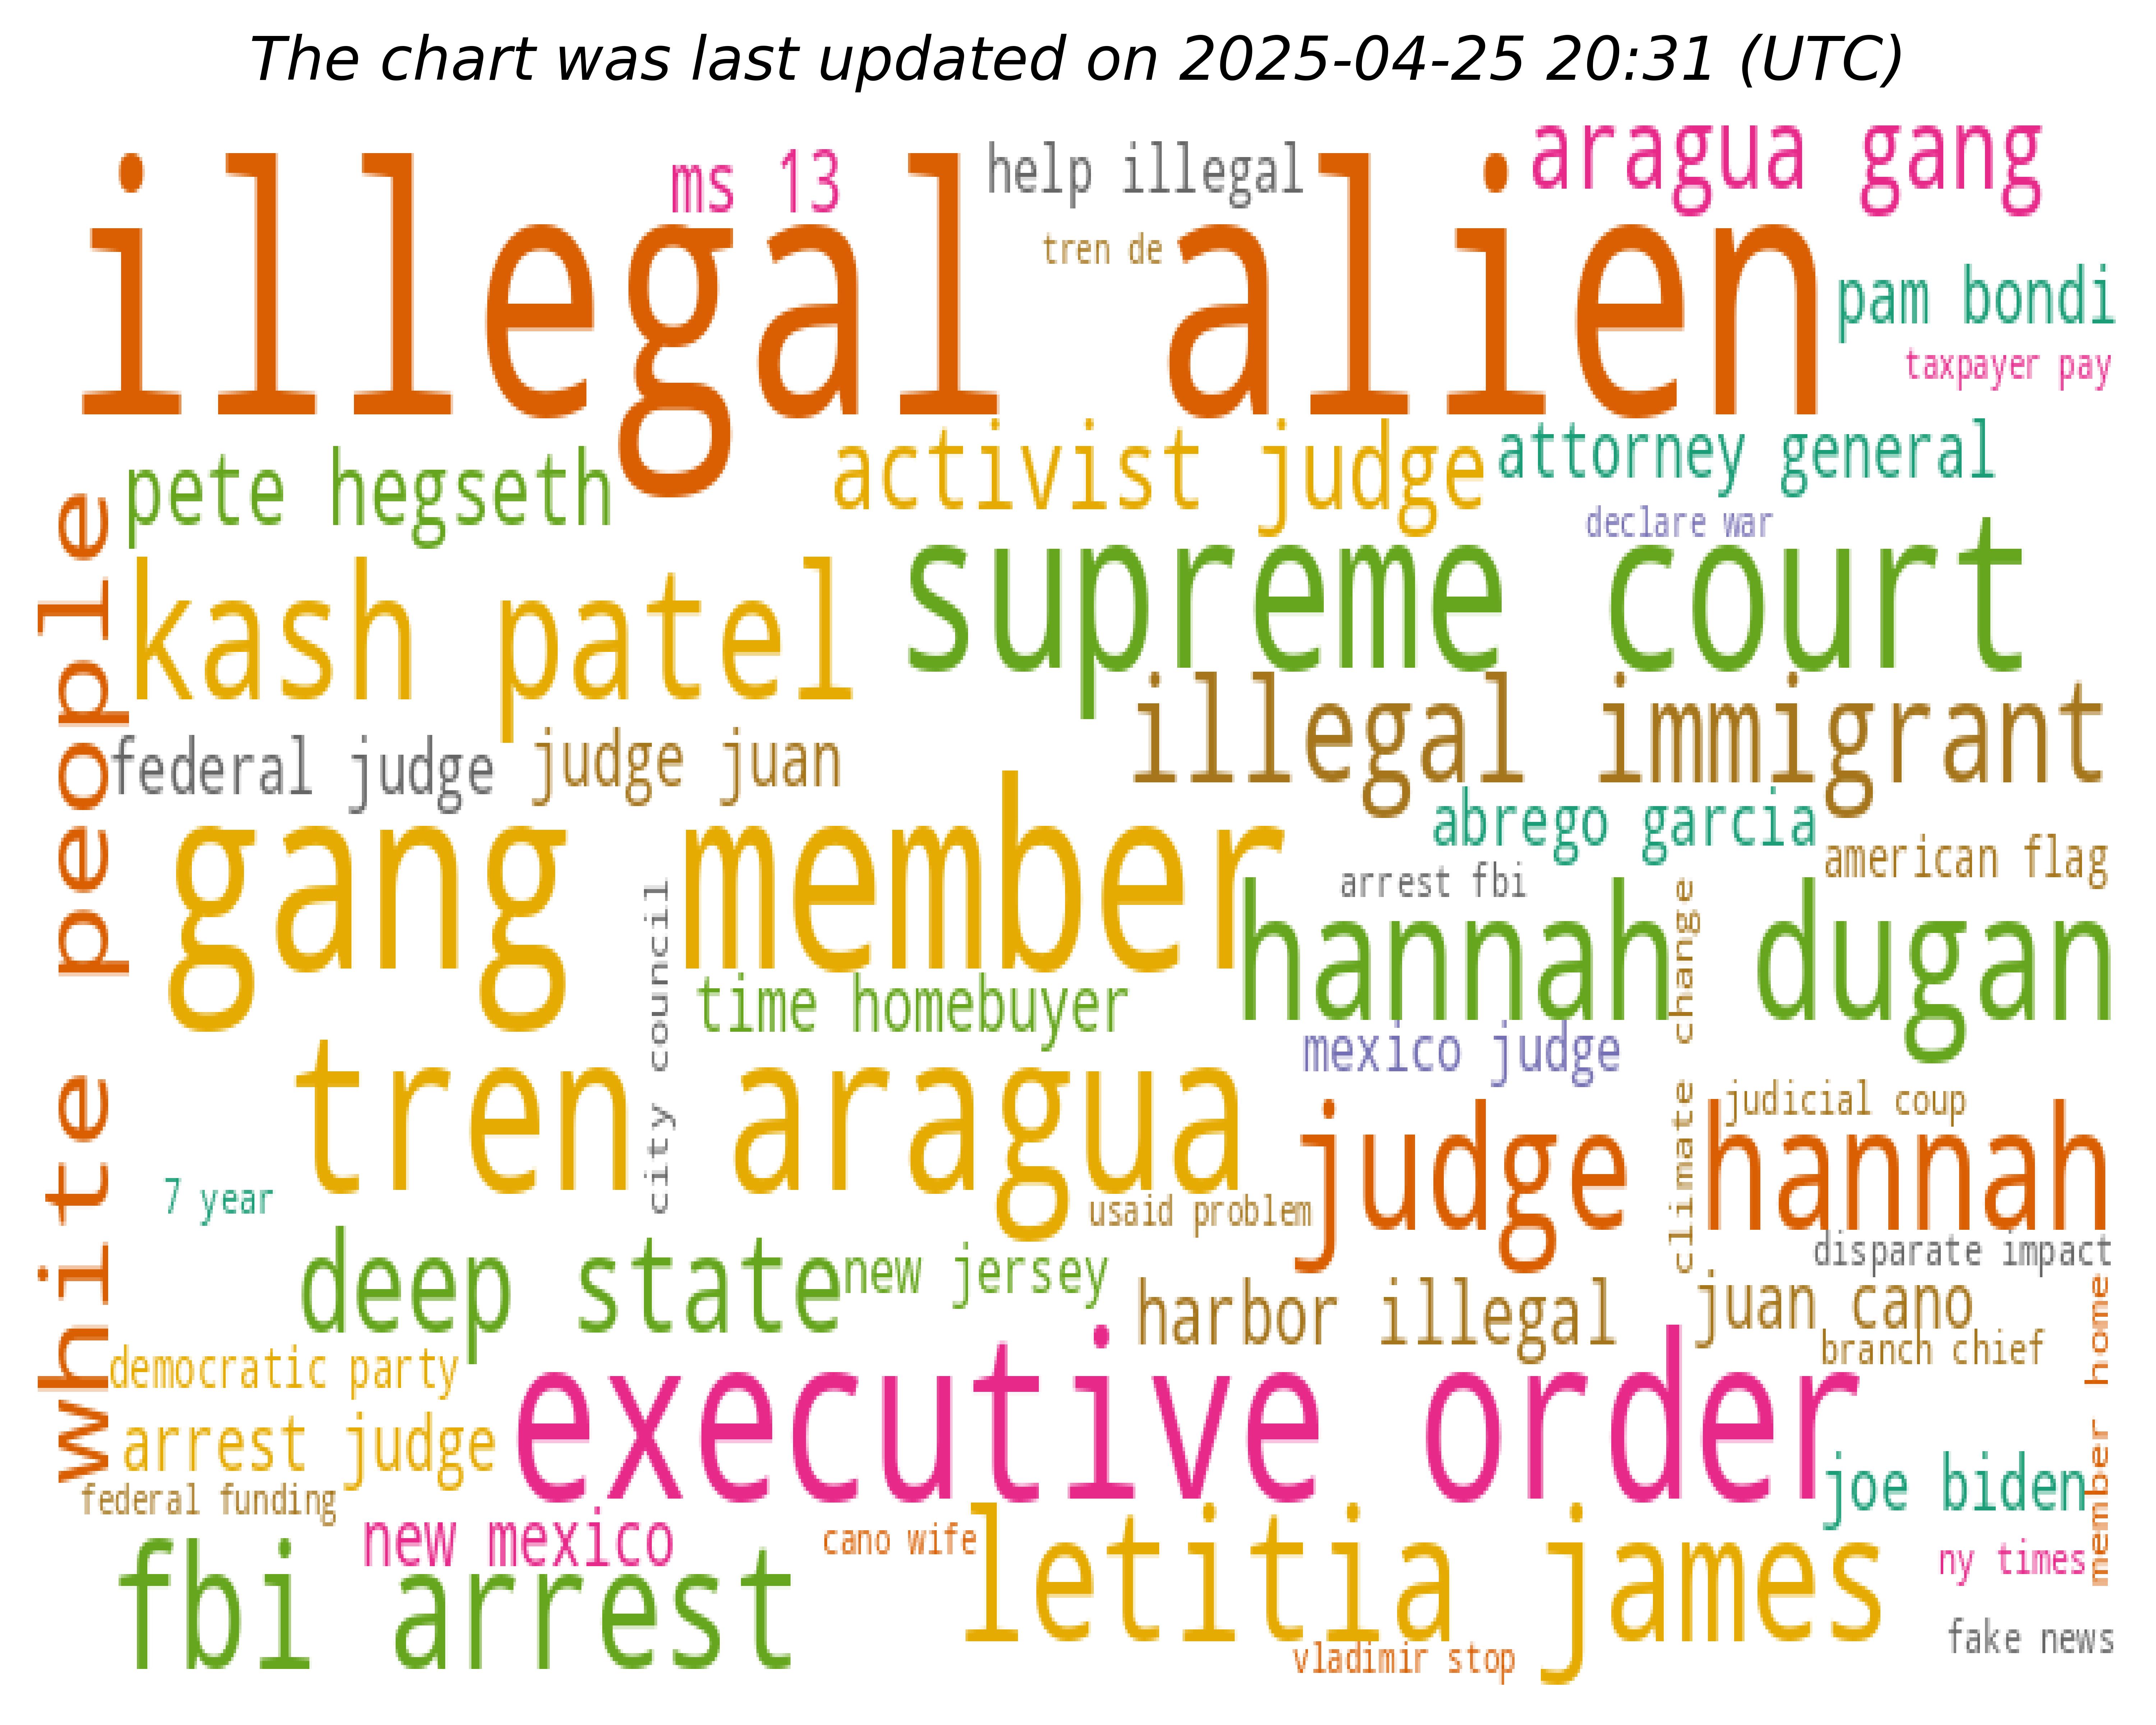 The chart was last updated on 2025-04-25 20:31 (UTC)
illegal alien
ms 13
help illegal
aragua gang
tren de
pam bondi
taxpayer pay
pete hegseth
activist judge
attorney general
declare war
white people
kash patel
supreme court
illegal immigrant
federal judge
judge juan
abrego garcia
american flag
gang member
arrest fbi
hannah dugan
city council
climate change
time homebuyer
mexico judge
tren aragua
judicial coup
judge hannah
7 year
usaid problem
disparate impact
deep state
new jersey
harbor illegal
juan cano
branch chief
member home
democratic party
executive order
arrest judge
joe biden
federal funding
new mexico
cano wife
letitia james
ny times
fbi arrest
fake news
vladimir stop